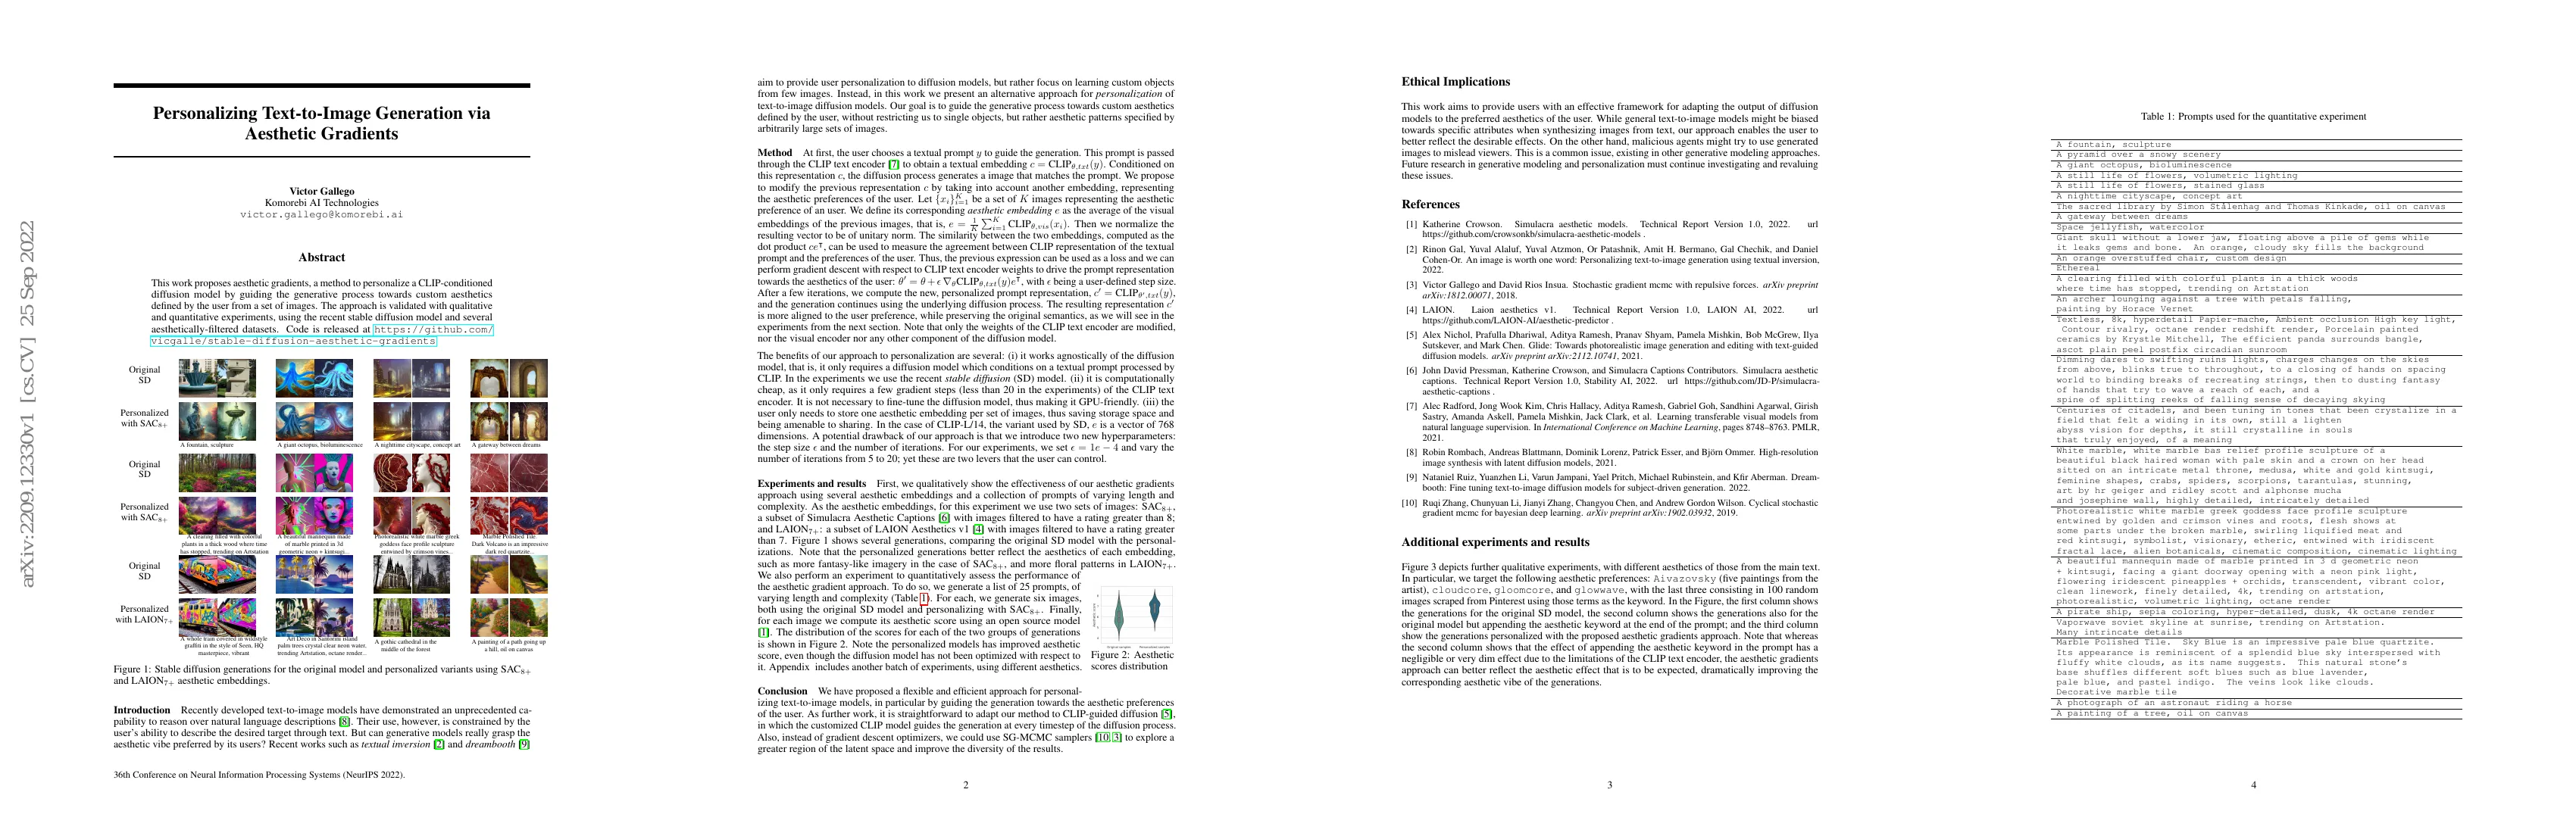 arXiv:2209.12330v1 [cs.CV] 25 Sep 2022
Personalizing Text-to-Image Generation via
Aesthetic Gradients
Victor Gallego
Komorebi AI Technologies
victor.gallego@komorebi.ai
Abstract
This work proposes aesthetic gradients, a method to personalize a CLIP-conditioned
diffusion model by guiding the generative process towards custom aesthetics
defined by the user from a set of images. The approach is validated with qualitative
and quantitative experiments, using the recent stable diffusion model and several
aesthetically-filtered datasets. Code is released at https://github.com/
vicgalle/stable-diffusion-aesthetic-gradients
Original
SD
Personalized
with SAC8+
A fountain, sculpture
A giant octopus, bioluminescence
A nighttime cityscape, concept art
A gateway between dreams
Original
SD
Personalized
with SAC8+
A clearing filled with colorful
plants in a thick wood where time
has stopped, trending on Artstation
A beautiful mannequin made
of marble printed in 3d
geometric neon + kintsugi...
Photorealistic white marble greek
goddess face profile sculpture
entwined by crimson vines...
Marble Polished Tile
Dark Volcano is an impressive
dark red quartzite...
Original
SD
Personalized
with LAION7+
A whole train covered in wildstyle
graffiti in the style of Seen, HQ
masterpiece, vibrant
Art Deco in Santorini island
palm trees crystal clear neon water,
trending Artstation, octane render...
A gothic cathedral in the
middle of the forest
A painting of a path going up
a hill, oil on canvas
Figure 1: Stable diffusion generations for the original model and personalized variants using SAC8+
and LAION7+ aesthetic embeddings.
Introduction Recently developed text-to-image models have demonstrated an unprecedented ca-
pability to reason over natural language descriptions [8]. Their use, however, is constrained by the
user's ability to describe the desired target through text. But can generative models really grasp the
aesthetic vibe preferred by its users? Recent works such as textual inversion [2] and dreambooth [9]
36th Conference on Neural Information Processing Systems (NeurIPS 2022).
aim to provide user personalization to diffusion models, but rather focus on learning custom objects
from few images. Instead, in this work we present an alternative approach for personalization of
text-to-image diffusion models. Our goal is to guide the generative process towards custom aesthetics
defined by the user, without restricting us to single objects, but rather aesthetic patterns specified by
arbitrarily large sets of images.
Method At first, the user chooses a textual prompt y to guide the generation. This prompt is passed
through the CLIP text encoder [7] to obtain a textual embedding c = CLIPθ,txt(y). Conditioned on
this representation c, the diffusion process generates a image that matches the prompt. We propose
to modify the previous representation c by taking into account another embedding, representing
the aesthetic preferences of the user. Let {xi}Ki=1 be a set of K images representing the aesthetic
preference of an user. We define its corresponding aesthetic embedding e as the average of the visual
embeddings of the previous images, that is, e = 1/K ∑Ki=1 CLIPθ,vis(xi). Then we normalize the
resulting vector to be of unitary norm. The similarity between the two embeddings, computed as the
dot product ce⊺, can be used to measure the agreement between CLIP representation of the textual
prompt and the preferences of the user. Thus, the previous expression can be used as a loss and we can
perform gradient descent with respect to CLIP text encoder weights to drive the prompt representation
towards the aesthetics of the user: θ′ = θ + ϵ∇θCLIPθ,txt(y)e⊺, with ϵ being a user-defined step size.
After a few iterations, we compute the new, personalized prompt representation, c′ = CLIPθ′,txt(y),
and the generation continues using the underlying diffusion process. The resulting representation c′
is more aligned to the user preference, while preserving the original semantics, as we will see in the
experiments from the next section. Note that only the weights of the CLIP text encoder are modified,
nor the visual encoder nor any other component of the diffusion model.
The benefits of our approach to personalization are several: (i) it works agnostically of the diffusion
model, that is, it only requires a diffusion model which conditions on a textual prompt processed by
CLIP. In the experiments we use the recent stable diffusion (SD) model. (ii) it is computationally
cheap, as it only requires a few gradient steps (less than 20 in the experiments) of the CLIP text
encoder. It is not necessary to fine-tune the diffusion model, thus making it GPU-friendly. (iii) the
user only needs to store one aesthetic embedding per set of images, thus saving storage space and
being amenable to sharing. In the case of CLIP-L/14, the variant used by SD, e is a vector of 768
dimensions. A potential drawback of our approach is that we introduce two new hyperparameters:
the step size ϵ and the number of iterations. For our experiments, we set ϵ = 1e − 4 and vary the
number of iterations from 5 to 20; yet these are two levers that the user can control.
Experiments and results First, we qualitatively show the effectiveness of our aesthetic gradients
approach using several aesthetic embeddings and a collection of prompts of varying length and
complexity. As the aesthetic embeddings, for this experiment we use two sets of images: SAC8+,
a subset of Simulacra Aesthetic Captions [6] with images filtered to have a rating greater than 8;
and LAION7+: a subset of LAION Aesthetics v1 [4] with images filtered to have a rating greater
than 7. Figure 1 shows several generations, comparing the original SD model with the personal-
izations. Note that the personalized generations better reflect the aesthetics of each embedding,
such as more fantasy-like imagery in the case of SAC8+, and more floral patterns in LAION7+.
We also perform an experiment to quantitatively assess the performance of
the aesthetic gradient approach. To do so, we generate a list of 25 prompts, of
varying length and complexity (Table 1). For each, we generate six images,
both using the original SD model and personalizing with SAC8+. Finally,
for each image we compute its aesthetic score using an open source model
[1]. The distribution of the scores for each of the two groups of generations
is shown in Figure 2. Note the personalized models has improved aesthetic
score, even though the diffusion model has not been optimized with respect to
it. Appendix includes another batch of experiments, using different aesthetics.
Figure 2: Aesthetic
scores distribution
Conclusion We have proposed a flexible and efficient approach for personal-
izing text-to-image models, in particular by guiding the generation towards the aesthetic preferences
of the user. As further work, it is straightforward to adapt our method to CLIP-guided diffusion [5],
in which the customized CLIP model guides the generation at every timestep of the diffusion process.
Also, instead of gradient descent optimizers, we could use SG-MCMC samplers [10, 3] to explore a
greater region of the latent space and improve the diversity of the results.
2
Ethical Implications
This work aims to provide users with an effective framework for adapting the output of diffusion
models to the preferred aesthetics of the user. While general text-to-image models might be biased
towards specific attributes when synthesizing images from text, our approach enables the user to
better reflect the desirable effects. On the other hand, malicious agents might try to use generated
images to mislead viewers. This is a common issue, existing in other generative modeling approaches.
Future research in generative modeling and personalization must continue investigating and revaluing
these issues.
References
[1] Katherine Crowson. Simulacra aesthetic models. Technical Report Version 1.0, 2022. url
https://github.com/crowsonkb/simulacra-aesthetic-models .
[2] Rinon Gal, Yuval Alaluf, Yuval Atzmon, Or Patashnik, Amit H. Bermano, Gal Chechik, and Daniel
Cohen-Or. An image is worth one word: Personalizing text-to-image generation using textual inversion,
2022.
[3] Victor Gallego and David Rios Insua. Stochastic gradient mcmc with repulsive forces. arXiv preprint
arXiv:1812.00071, 2018.
[4] LAION. Laion aesthetics v1. Technical Report Version 1.0, LAION AI, 2022. url
https://github.com/LAION-AI/aesthetic-predictor .
[5] Alex Nichol, Prafulla Dhariwal, Aditya Ramesh, Pranav Shyam, Pamela Mishkin, Bob McGrew, Ilya
Sutskever, and Mark Chen. Glide: Towards photorealistic image generation and editing with text-guided
diffusion models. arXiv preprint arXiv:2112.10741, 2021.
[6] John David Pressman, Katherine Crowson, and Simulacra Captions Contributors. Simulacra aesthetic
captions. Technical Report Version 1.0, Stability AI, 2022. url https://github.com/JD-P/simulacra-
aesthetic-captions .
[7] Alec Radford, Jong Wook Kim, Chris Hallacy, Aditya Ramesh, Gabriel Goh, Sandhini Agarwal, Girish
Sastry, Amanda Askell, Pamela Mishkin, Jack Clark, et al. Learning transferable visual models from
natural language supervision. In International Conference on Machine Learning, pages 8748–8763. PMLR,
2021.
[8] Robin Rombach, Andreas Blattmann, Dominik Lorenz, Patrick Esser, and Björn Ommer. High-resolution
image synthesis with latent diffusion models, 2021.
[9] Nataniel Ruiz, Yuanzhen Li, Varun Jampani, Yael Pritch, Michael Rubinstein, and Kfir Aberman. Dream-
booth: Fine tuning text-to-image diffusion models for subject-driven generation. 2022.
[10] Ruqi Zhang, Chunyuan Li, Jianyi Zhang, Changyou Chen, and Andrew Gordon Wilson. Cyclical stochastic
gradient mcmc for bayesian deep learning. arXiv preprint arXiv:1902.03932, 2019.
Additional experiments and results
Figure 3 depicts further qualitative experiments, with different aesthetics of those from the main text.
In particular, we target the following aesthetic preferences: Aivazovsky (five paintings from the
artist), cloudcore, gloomcore, and glowwave, with the last three consisting in 100 random
images scraped from Pinterest using those terms as the keyword. In the Figure, the first column shows
the generations for the original SD model, the second column shows the generations also for the
original model but appending the aesthetic keyword at the end of the prompt; and the third column
show the generations personalized with the proposed aesthetic gradients approach. Note that whereas
the second column shows that the effect of appending the aesthetic keyword in the prompt has a
negligible or very dim effect due to the limitations of the CLIP text encoder, the aesthetic gradients
approach can better reflect the aesthetic effect that is to be expected, dramatically improving the
corresponding aesthetic vibe of the generations.
3
Table 1: Prompts used for the quantitative experiment
A fountain, sculpture
A pyramid over a snowy scenery
A giant octopus, bioluminescence
A still life of flowers, volumetric lighting
A still life of flowers, stained glass
A nighttime cityscape, concept art
The sacred library by Simon Stålenhag and Thomas Kinkade, oil on canvas
A gateway between dreams
Space jellyfish, watercolor
Giant skull without a lower jaw, floating above a pile of gems while
it leaks gems and bone. An orange, cloudy sky fills the background
An orange overstuffed chair, custom design
Ethereal
A clearing filled with colorful plants in a thick woods
where time has stopped, trending on Artstation
An archer lounging against a tree with petals falling,
painting by Horace Vernet
Textless, 8k, hyperdetail Papier-mache, Ambient occlusion High key light,
Contour rivalry, octane render redshift render, Porcelain painted
ceramics by Krystle Mitchell, The efficient panda surrounds bangle,
ascot plain peel postfix circadian sunroom
Dimming dares to swifting ruins lights, charges changes on the skies
from above, blinks true to throughout, to a closing of hands on spacing
world to binding breaks of recreating strings, then to dusting fantasy
of hands that try to wave a reach of each, and a
spine of splitting reeks of falling sense of decaying skying
Centuries of citadels, and been tuning in tones that been crystalize in a
field that felt a widing in its own, still a lighten
abyss vision for depths, it still crystalline in souls
that truly enjoyed, of a meaning
White marble, white marble bas relief profile sculpture of a
beautiful black haired woman with pale skin and a crown on her head
sitted on an intricate metal throne, medusa, white and gold kintsugi,
feminine shapes, crabs, spiders, scorpions, tarantulas, stunning,
art by hr geiger and ridley scott and alphonse mucha
and josephine wall, highly detailed, intricately detailed
Photorealistic white marble greek goddess face profile sculpture
entwined by golden and crimson vines and roots, flesh shows at
some parts under the broken marble, swirling liquified meat and
red kintsugi, symbolist, visionary, etheric, entwined with iridiscent
fractal lace, alien botanicals, cinematic composition, cinematic lighting
A beautiful mannequin made of marble printed in 3 d geometric neon
+ kintsugi, facing a giant doorway opening with a neon pink light,
flowering iridescent pineapples + orchids, transcendent, vibrant color,
clean linework, finely detailed, 4k, trending on artstation,
photorealistic, volumetric lighting, octane render
A pirate ship, sepia coloring, hyper-detailed, dusk, 4k octane render
Vaporwave soviet skyline at sunrise, trending on Artstation.
Many intricate details
Marble Polished Tile. Sky Blue is an impressive pale blue quartzite.
Its appearance is reminiscent of a splendid blue sky interspersed with
fluffy white clouds, as its name suggests. This natural stone's
base shuffles different soft blues such as blue lavender,
pale blue, and pastel indigo. The veins look like clouds.
Decorative marble tile
A photograph of an astronaut riding a horse
A painting of a tree, oil on canvas
4